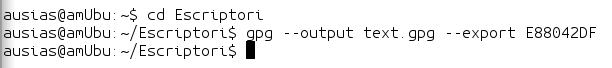 ausias@amUbu:~$ cd Escriptori
ausias@amUbu:~/Escriptori$ gpg --output text.gpg --export E88042DF
ausias@amUbu:~/Escriptori$